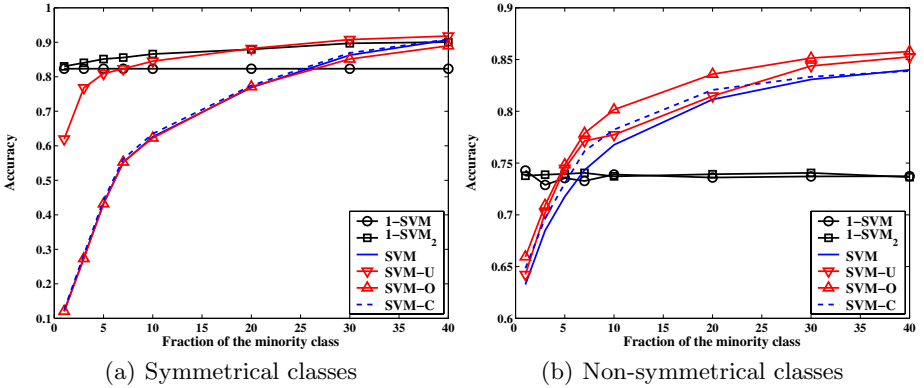 1
0.9
0.8
0.7
0.6
0.5
0.4
0.3
0.2
0.1
Accuracy
0 5 10 15 20 25 30 35 40
Fraction of the minority class
1−SVM
1−SVM₂
SVM
SVM−U
SVM−O
SVM−C
(a) Symmetrical classes
0.9
0.85
0.8
0.75
0.7
0.65
0.6
Accuracy
0 5 10 15 20 25 30 35 40
Fraction of the minority class
1−SVM
1−SVM₂
SVM
SVM−U
SVM−O
SVM−C
(b) Non-symmetrical classes